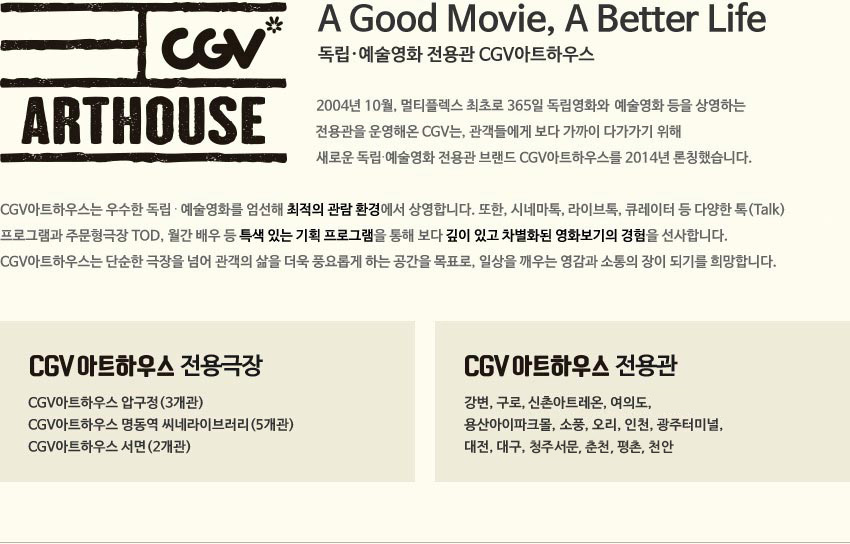 CGV*
ARTHOUSE
A Good Movie, A Better Life
독립·예술영화 전용관 CGV아트하우스
2004년 10월, 멀티플렉스 최초로 365일 독립영화와 예술영화 등을 상영하는
전용관을 운영해온 CGV는, 관객들에게 보다 가까이 다가가기 위해
새로운 독립·예술영화 전용관 브랜드 CGV아트하우스를 2014년 론칭했습니다.
CGV아트하우스는 우수한 독립 · 예술영화를 엄선해 최적의 관람 환경에서 상영합니다. 또한, 시네마톡, 라이브톡, 큐레이터 등 다양한 톡(Talk)
프로그램과 주문형극장 TOD, 월간 배우 등 특색 있는 기획 프로그램을 통해 보다 깊이 있고 차별화된 영화보기의 경험을 선사합니다.
CGV아트하우스는 단순한 극장을 넘어 관객의 삶을 더욱 풍요롭게 하는 공간을 목표로, 일상을 깨우는 영감과 소통의 장이 되기를 희망합니다.
CGV아트하우스 전용극장
CGV아트하우스 압구정(3개관)
CGV아트하우스 명동역 씨네라이브러리(5개관)
CGV아트하우스 서면(2개관)
CGV아트하우스 전용관
강변, 구로, 신촌아트레온, 여의도,
용산아이파크몰, 소풍, 오리, 인천, 광주터미널,
대전, 대구, 청주서문, 춘천, 평촌, 천안